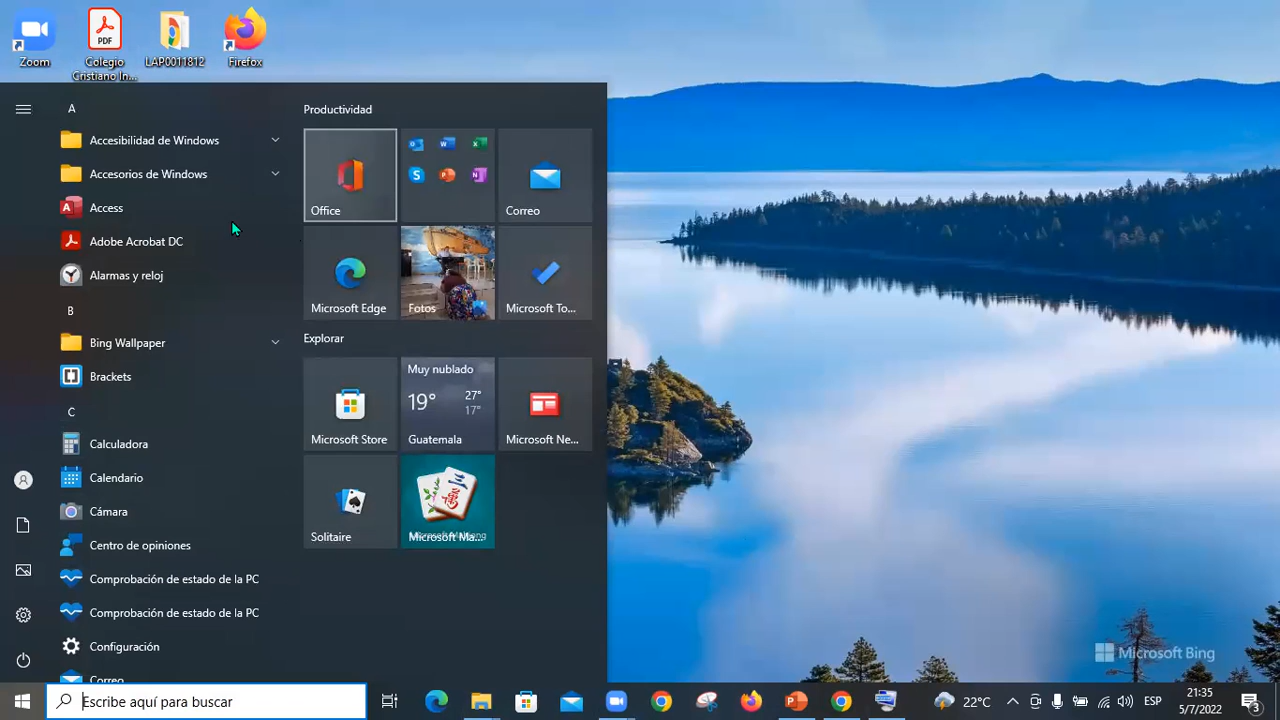 Zoom
PDF
Colegio
Cristiano In...
LAP0011812
Firefox
A
Accesibilidad de Windows
Accesorios de Windows
Access
Adobe Acrobat DC
Alarmas y reloj
B
Bing Wallpaper
Brackets
C
Calculadora
Calendario
Cámara
Centro de opiniones
Comprobación de estado de la PC
Comprobación de estado de la PC
Configuración
Correo
Productividad
Office
Correo
Microsoft Edge
Fotos
Microsoft To...
Explorar
Microsoft Store
Muy nublado
19°
27°
17°
Guatemala
Microsoft Ne...
Solitaire
Microsoft Ma...
Microsoft Bing
Escribe aquí para buscar
22°C
ESP
21:35
5/7/2022
3